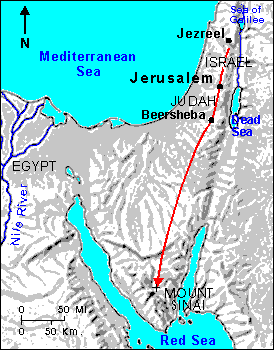 Sea of
Galilee
Jezreel
N
Mediterranean
Sea
ISRAEL
Jerusalem
JUDAH
Beersheba
Dead
Sea
EGYPT
Nile River
MOUNT
SINAI
0 50 Mi
0 50 Km
Red Sea